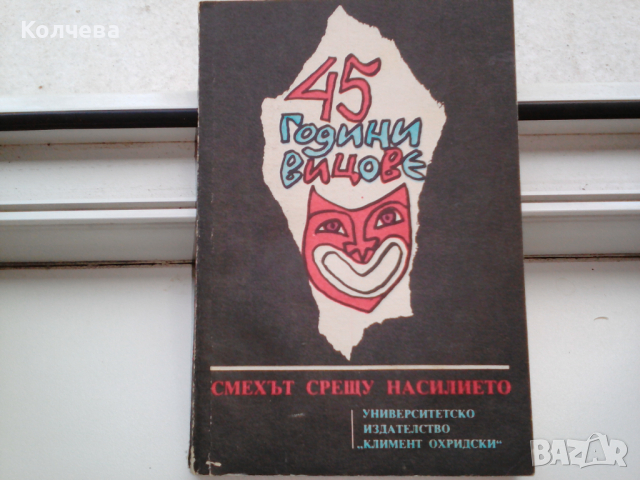 Колчева
45
години
вицове
СМЕХЪТ СРЕЩУ НАСИЛИЕТО
УНИВЕРСИТЕТСКО
ИЗДАТЕЛСТВО
„КЛИМЕНТ ОХРИДСКИ“
BAZAR